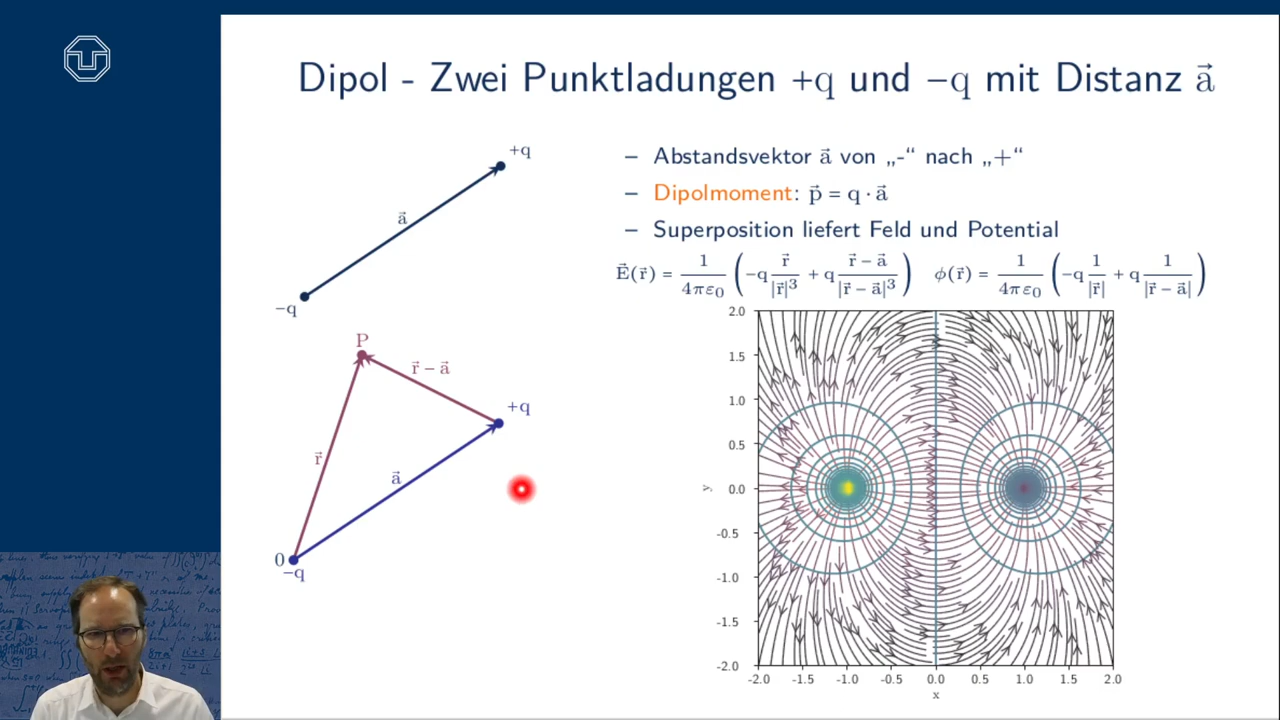 Dipol - Zwei Punktladungen +q und −q mit Distanz a⃗
+q
a⃗
−q
– Abstandsvektor a⃗ von „-“ nach „+“
– Dipolmoment: p⃗ = q · a⃗
– Superposition liefert Feld und Potential
E⃗(r⃗) = 1/(4πε₀) (−q r⃗/|r⃗|³ + q (r⃗ − a⃗)/|r⃗ − a⃗|³) ϕ(r⃗) = 1/(4πε₀) (−q 1/|r⃗| + q 1/|r⃗ − a⃗|)
P
r⃗ − a⃗
+q
r⃗
a⃗
0
−q
2.0
1.5
1.0
0.5
0.0
-0.5
-1.0
-1.5
-2.0
y
-2.0 -1.5 -1.0 -0.5 0.0 0.5 1.0 1.5 2.0
x